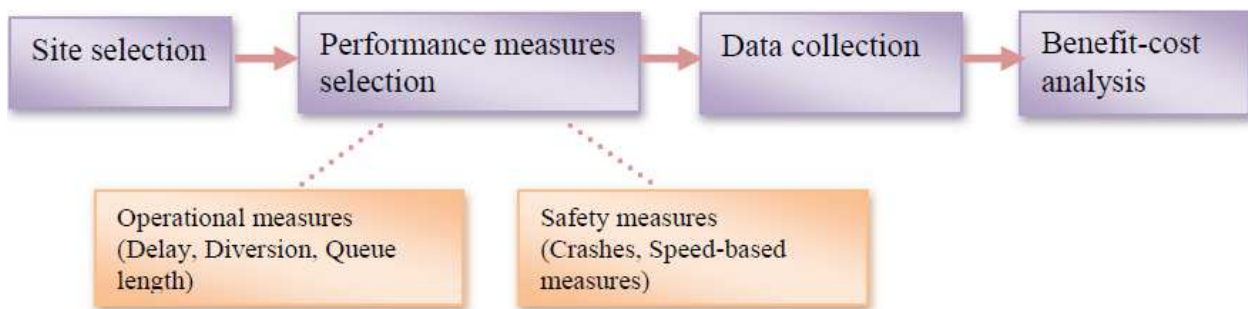 Site selection
Performance measures
selection
Data collection
Benefit-cost
analysis
Operational measures
(Delay, Diversion, Queue
length)
Safety measures
(Crashes, Speed-based
measures)